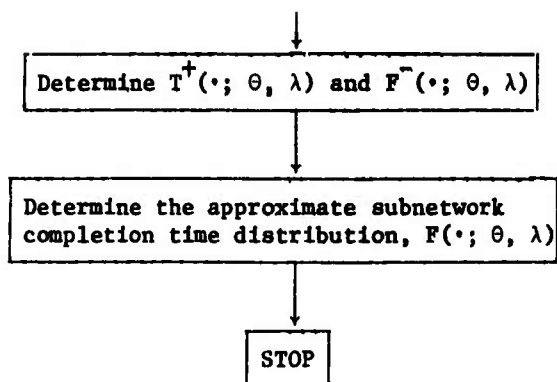 Determine T⁺(·; θ, λ) and F⁻(·; θ, λ)
Determine the approximate subnetwork
completion time distribution, F(·; θ, λ)
STOP